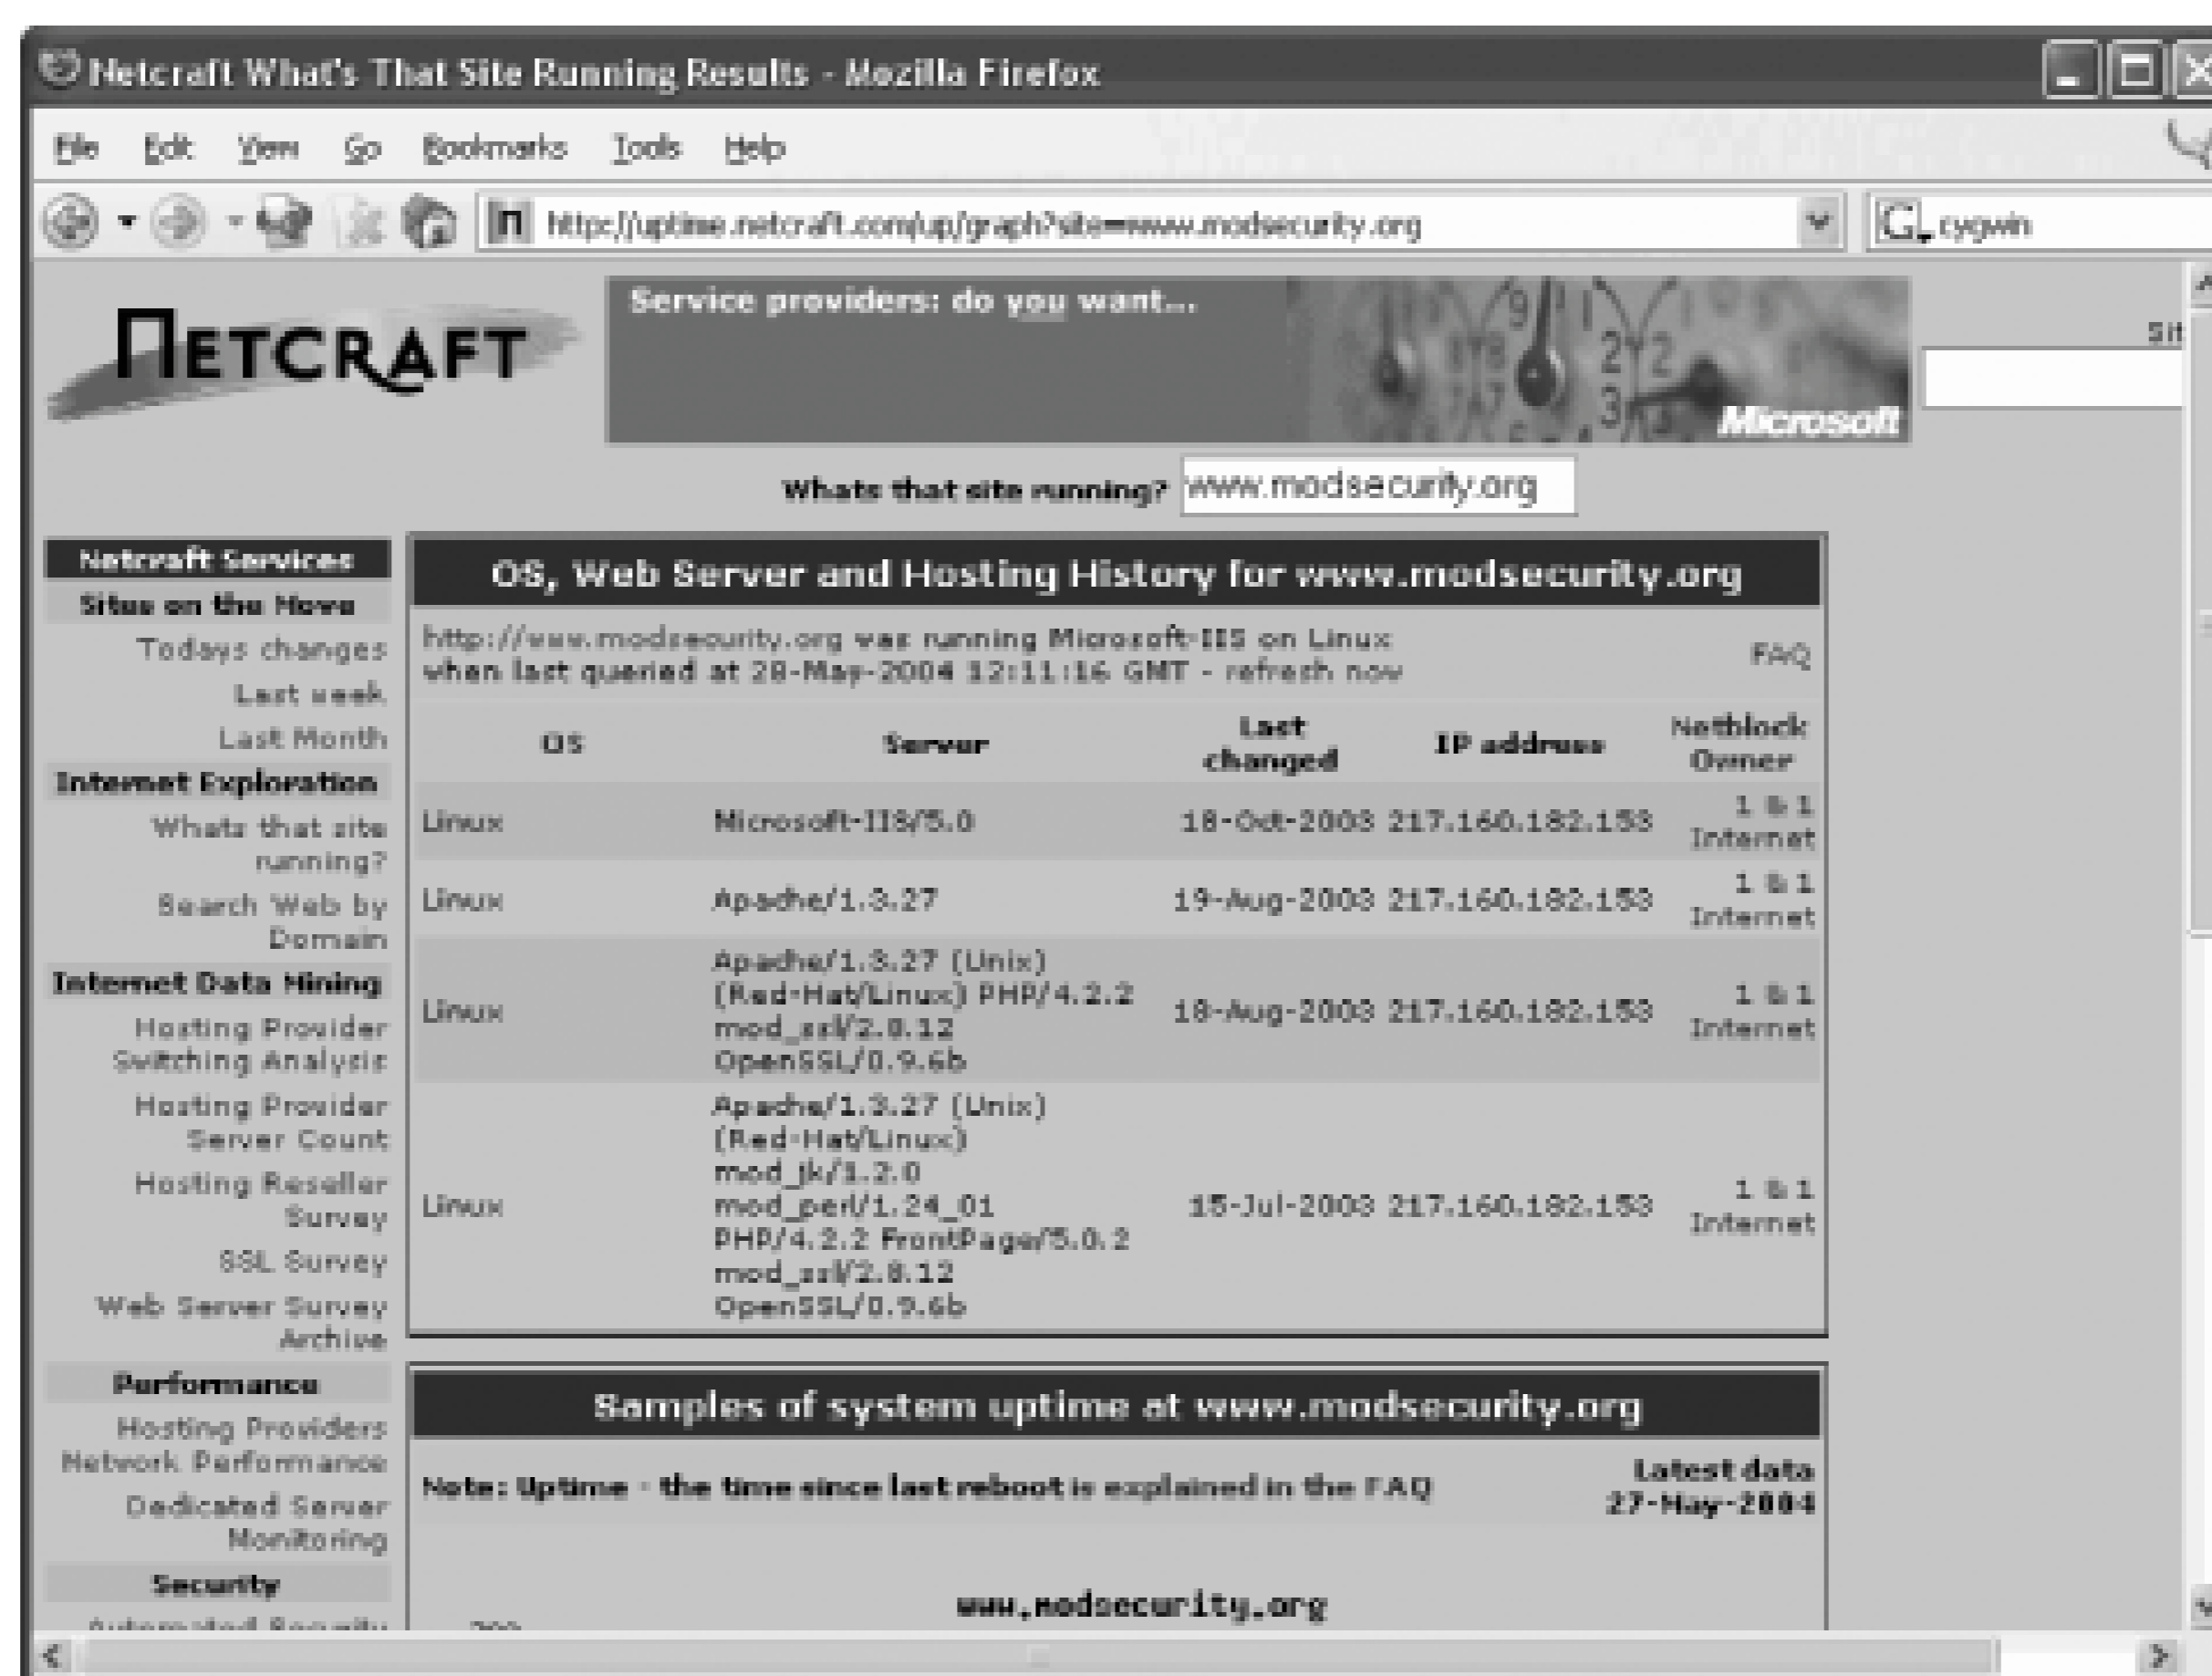 Netcraft What's That Site Running Results - Mozilla Firefox
File Edit View Go Bookmarks Tools Help
http://uptime.netcraft.com/up/graph?site=www.modsecurity.org
cygwin
NETCRAFT
Service providers: do you want...
Microsoft
Whats that site running? www.modsecurity.org
Netcraft Services
Sites on the Move
Todays changes
Last week
Last Month
Internet Exploration
Whats that site
running?
Search Web by
Domain
Internet Data Mining
Hosting Provider
Switching Analysis
Hosting Provider
Server Count
Hosting Reseller
Survey
SSL Survey
Web Server Survey
Archive
Performance
Hosting Providers
Network Performance
Dedicated Server
Monitoring
Security
Automated Security
OS, Web Server and Hosting History for www.modsecurity.org
http://www.modsecurity.org was running Microsoft-IIS on Linux
when last queried at 28-May-2004 12:11:16 GMT - refresh now
FAQ
OS Server Last changed IP address Netblock Owner
Linux Microsoft-IIS/5.0 18-Oct-2003 217.160.182.153 1 & 1 Internet
Linux Apache/1.3.27 19-Aug-2003 217.160.182.153 1 & 1 Internet
Linux Apache/1.3.27 (Unix)
(Red-Hat/Linux) PHP/4.2.2
mod_ssl/2.8.12
OpenSSL/0.9.6b
18-Aug-2003 217.160.182.153 1 & 1 Internet
Linux Apache/1.3.27 (Unix)
(Red-Hat/Linux)
mod_jk/1.2.0
mod_perl/1.24_01
PHP/4.2.2 FrontPage/5.0.2
mod_ssl/2.8.12
OpenSSL/0.9.6b
15-Jul-2003 217.160.182.153 1 & 1 Internet
Samples of system uptime at www.modsecurity.org
Note: Uptime - the time since last reboot is explained in the FAQ
Latest data
27-May-2004
www.modsecurity.org